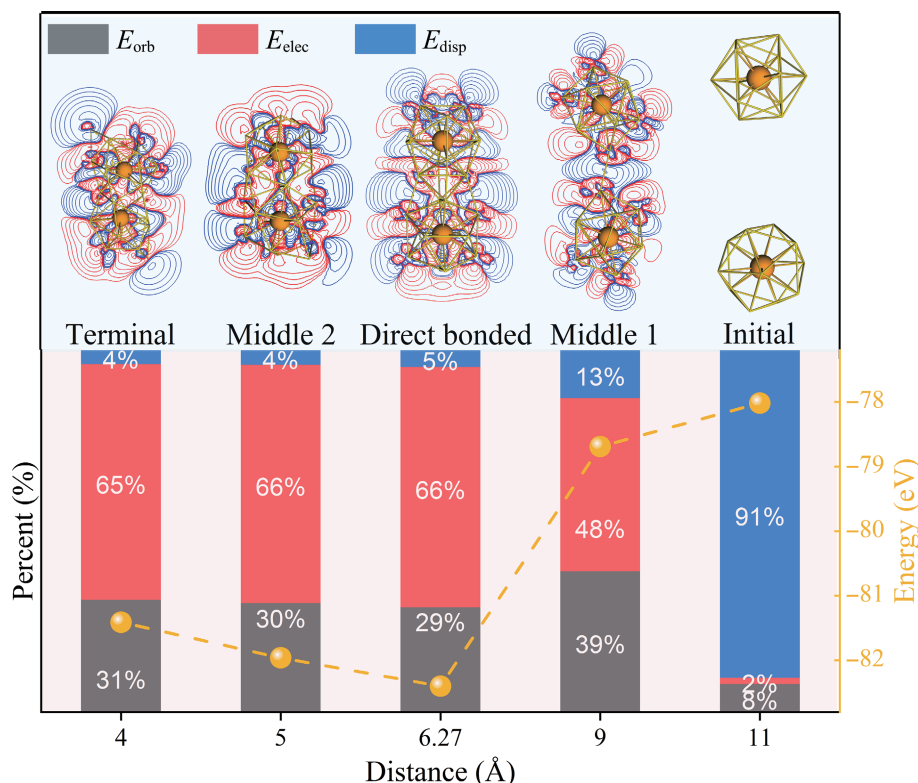 E_orb E_elec E_disp
Terminal Middle 2 Direct bonded Middle 1 Initial
4% 4% 5% 13%
65% 66% 66% 48% 91%
31% 30% 29% 39% 2%
8%
Percent (%)
−78
−79
−80
−81
−82
Energy (eV)
4 5 6.27 9 11
Distance (Å)